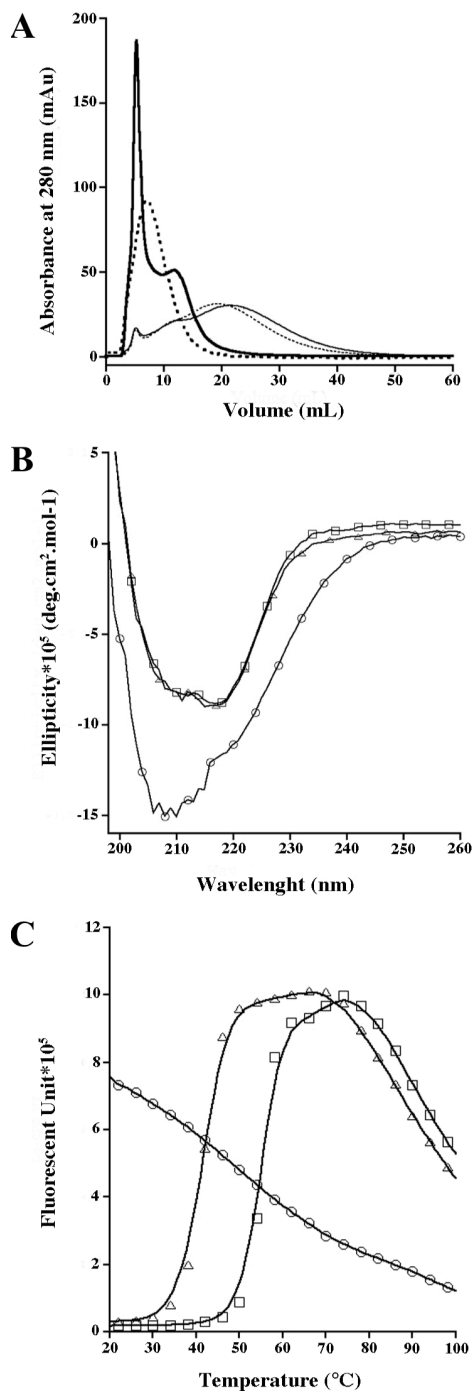 A
Absorbance at 280 nm (mAu)
200
150
100
50
0
0 10 20 30 40 50 60
Volume (mL)
B
Ellipticity*10⁵ (deg.cm².mol-1)
5
0
-5
-10
-15
200 210 220 230 240 250 260
Wavelenght (nm)
C
Fluorescent Unit*10⁵
12
10
8
6
4
2
0
20 30 40 50 60 70 80 90 100
Temperature (°C)